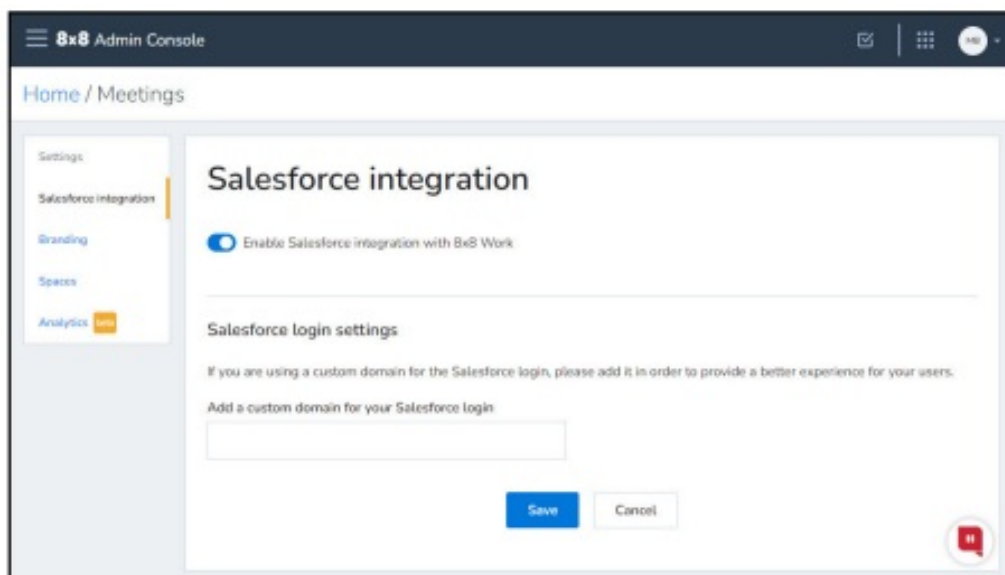 8x8 Admin Console
Home / Meetings
Settings
Salesforce integration
Branding
Spaces
Analytics beta
Salesforce integration
Enable Salesforce integration with 8x8 Work
Salesforce login settings
If you are using a custom domain for the Salesforce login, please add it in order to provide a better experience for your users.
Add a custom domain for your Salesforce login
Save
Cancel